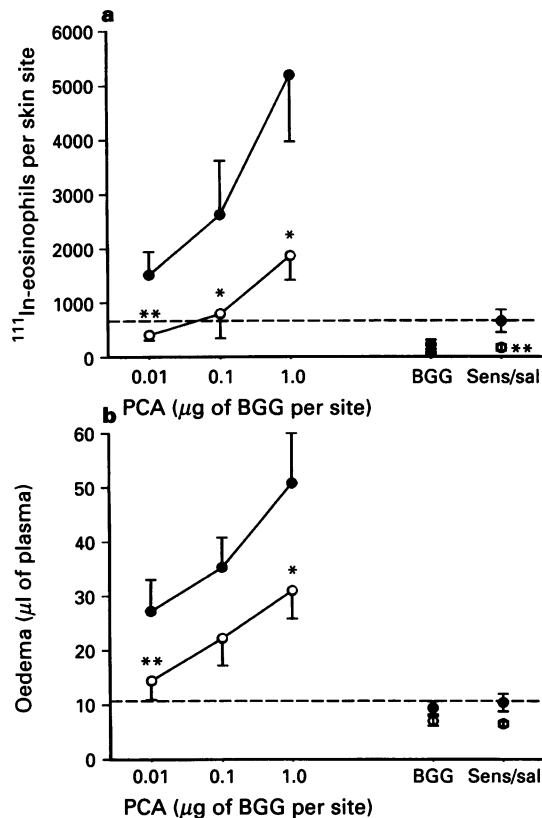 a
6000
5000
4000
3000
2000
1000
0
¹¹¹In-eosinophils per skin site
**
*
*
**
0.01 0.1 1.0 BGG Sens/sal
PCA (μg of BGG per site)
b
60
50
40
30
20
10
0
Oedema (μl of plasma)
**
*
0.01 0.1 1.0 BGG Sens/sal
PCA (μg of BGG per site)